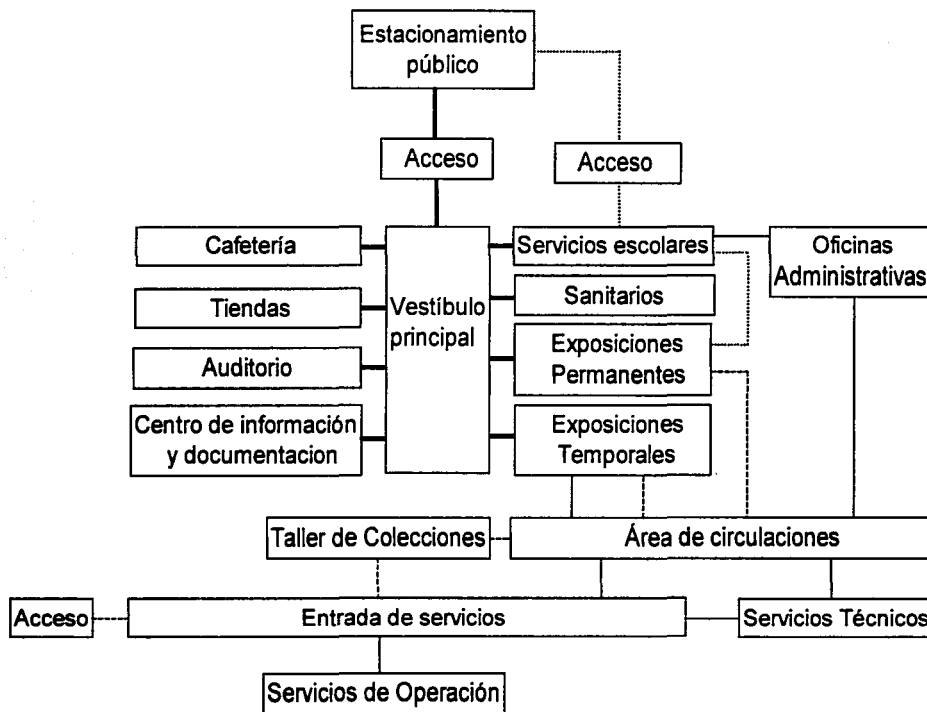 Estacionamiento
público
Acceso
Acceso
Cafetería
Tiendas
Auditorio
Centro de información
y documentacion
Vestíbulo
principal
Servicios escolares
Sanitarios
Exposiciones
Permanentes
Exposiciones
Temporales
Oficinas
Administrativas
Taller de Colecciones
Área de circulaciones
Acceso
Entrada de servicios
Servicios Técnicos
Servicios de Operación